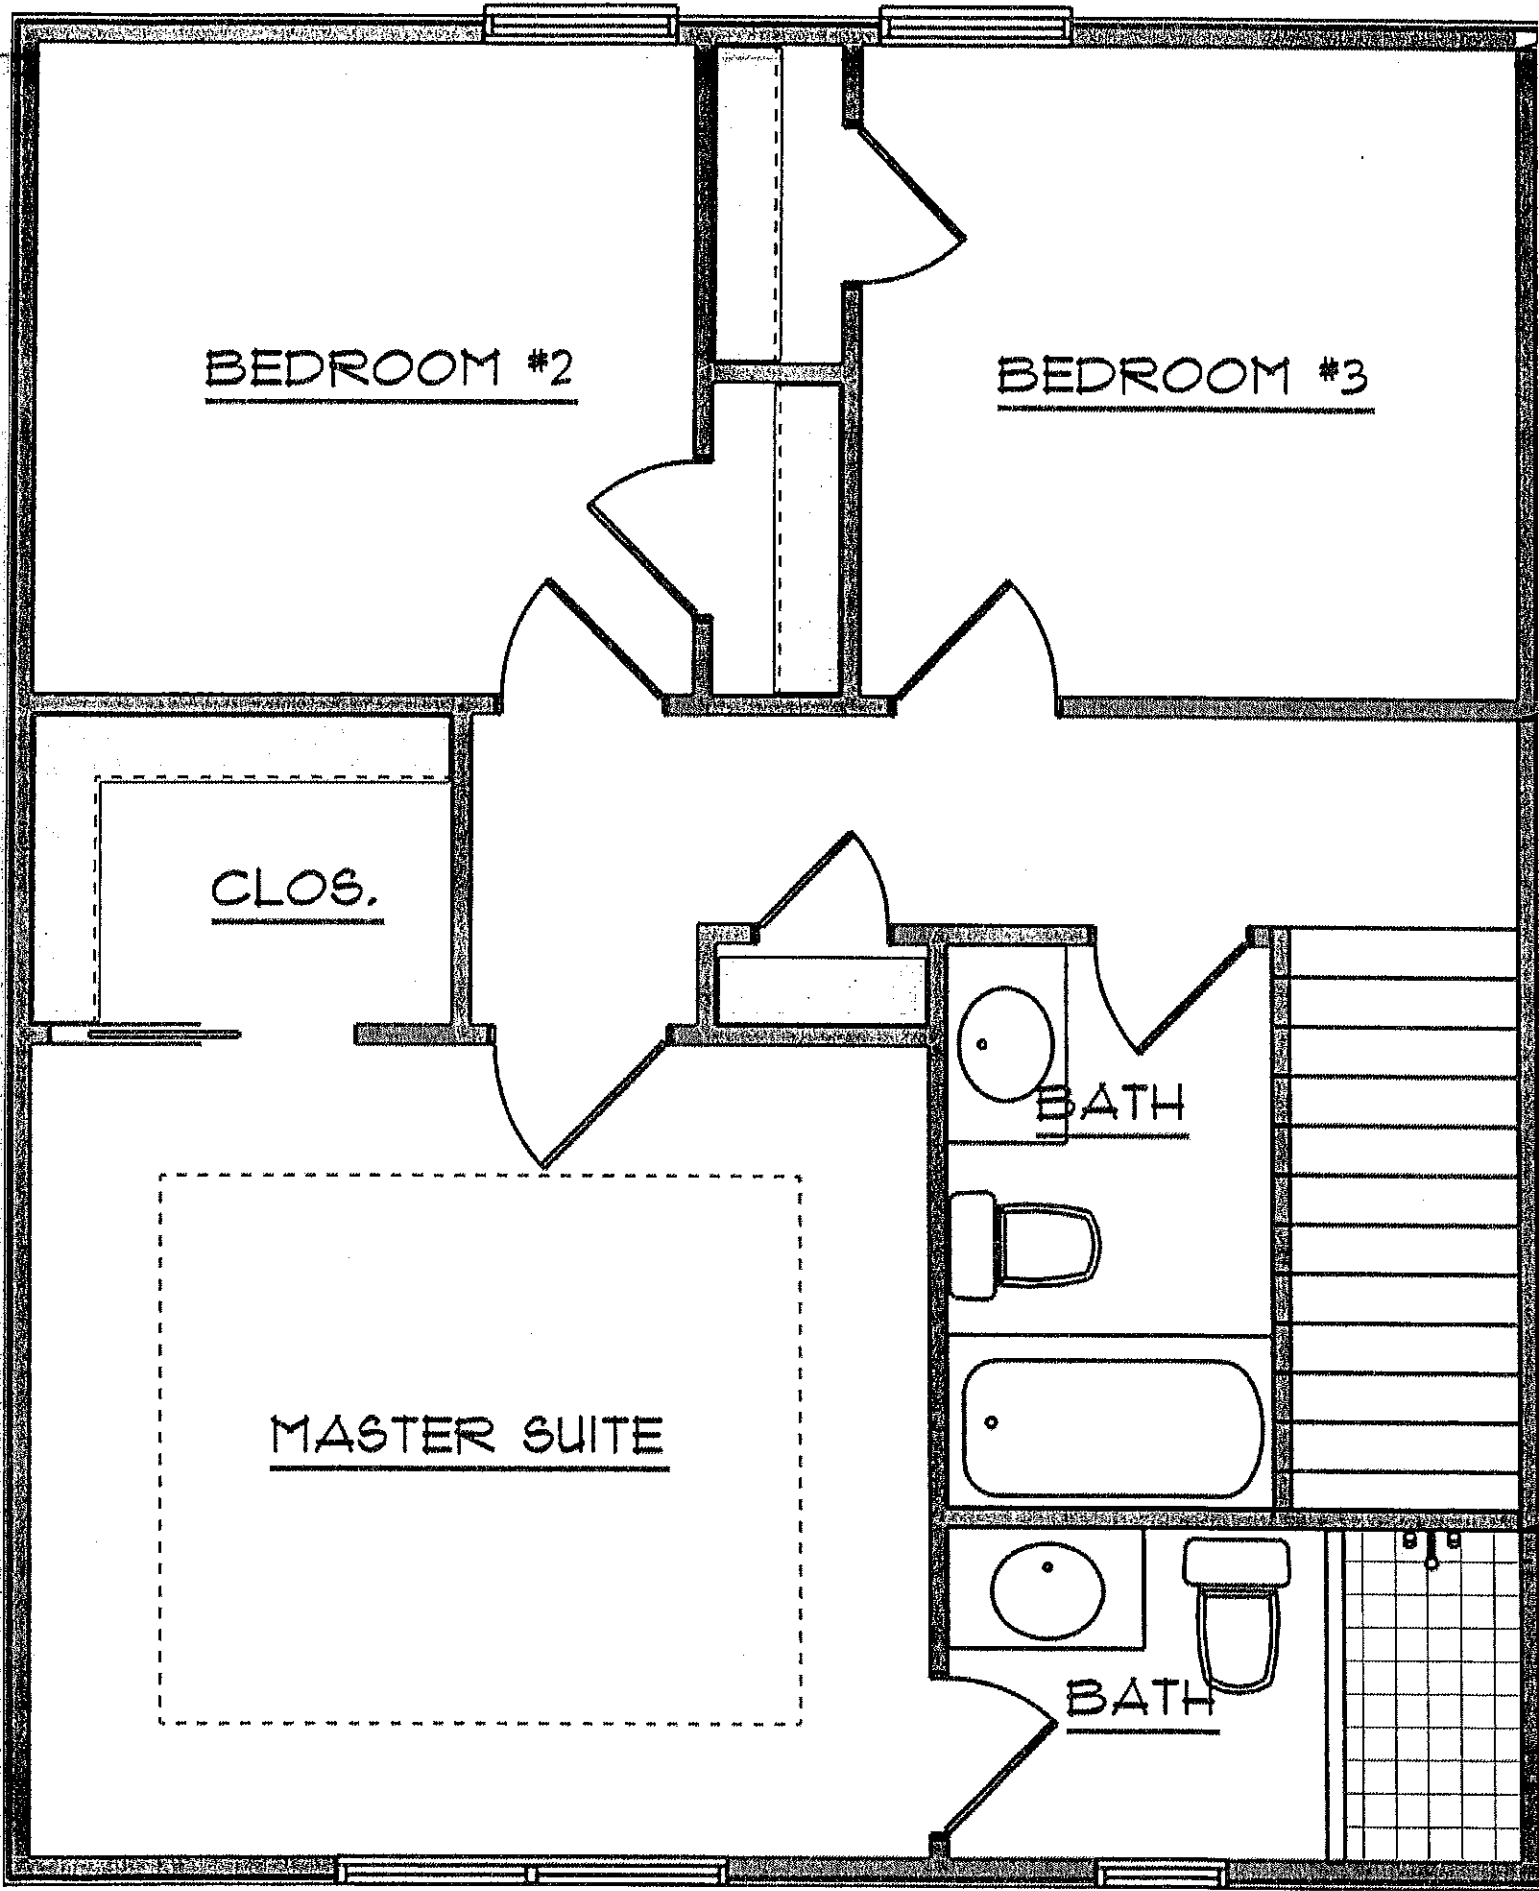 BEDROOM #2
BEDROOM #3
CLOS.
BATH
MASTER SUITE
BATH